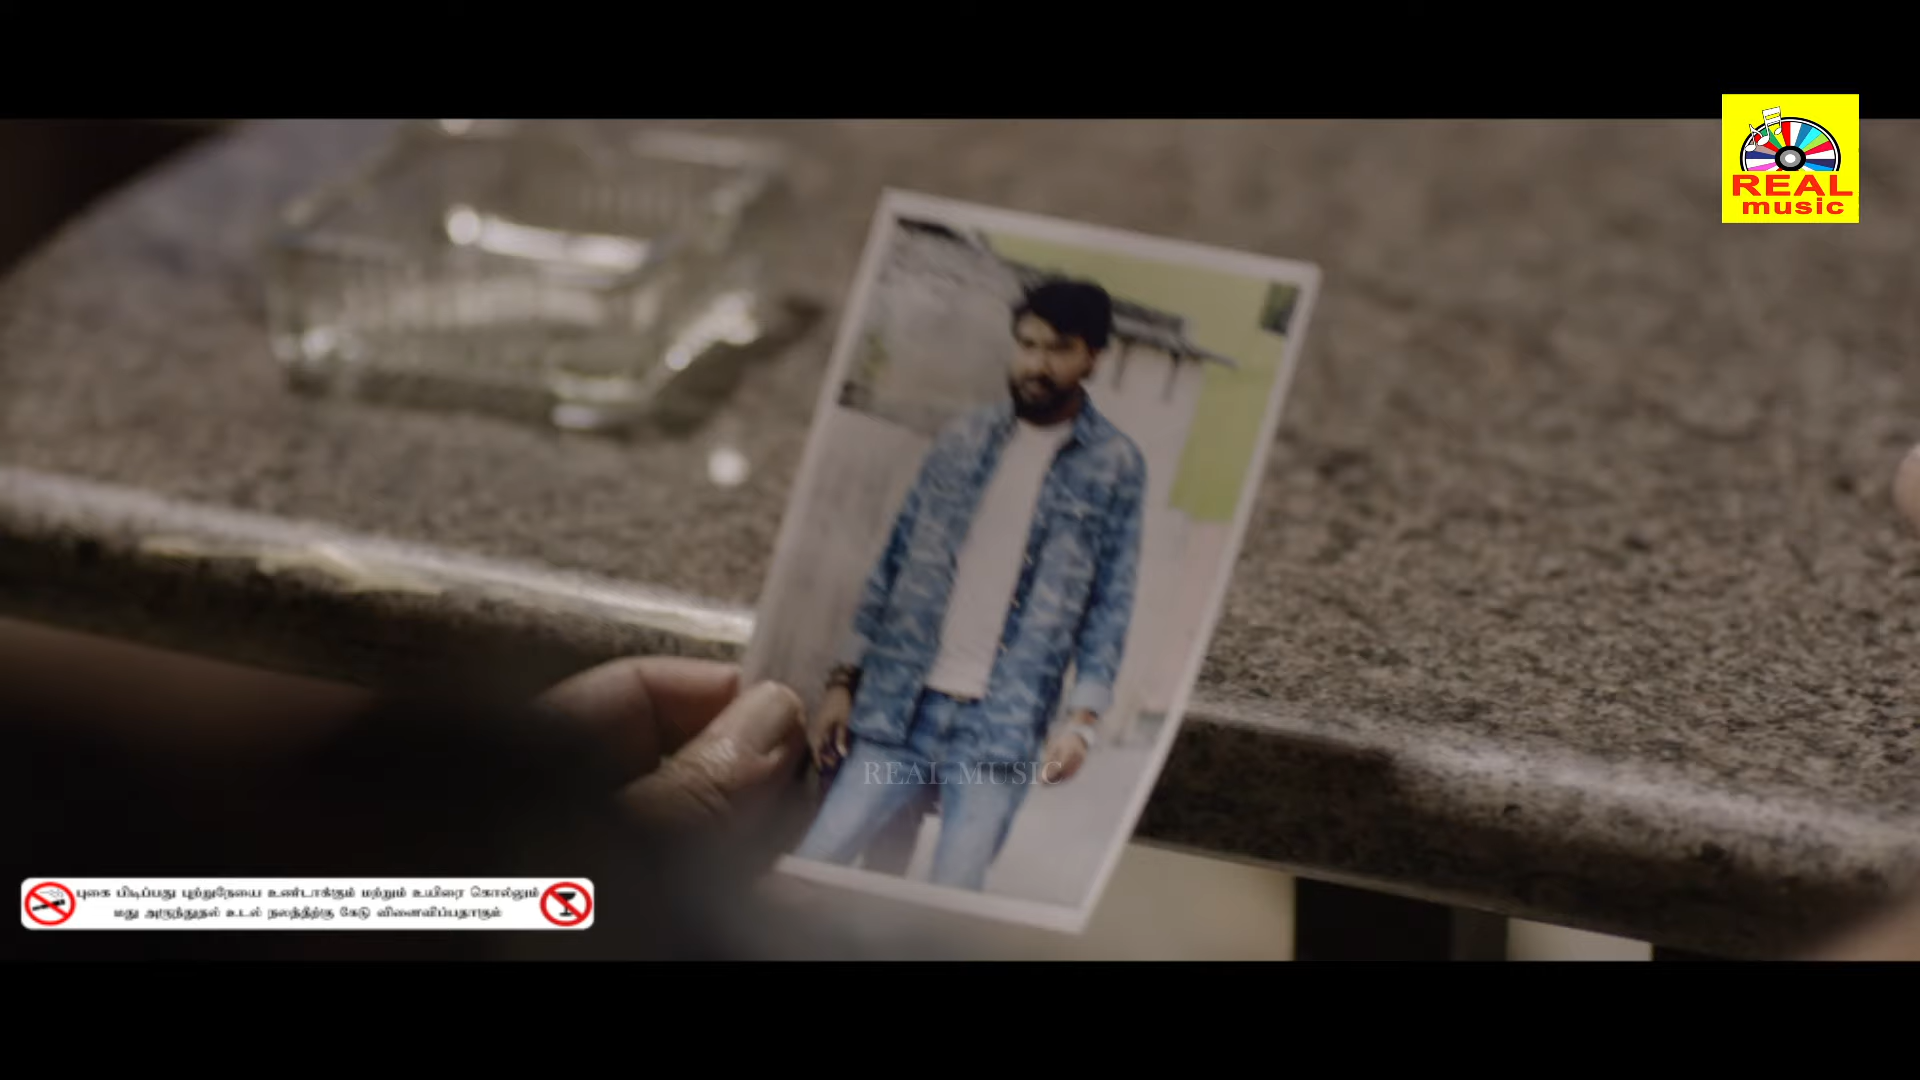 REAL
music
REAL MUSIC
புகை பிடிப்பது புற்றுநோயை உண்டாக்கும் மற்றும் உயிரை கொல்லும்
மது அருந்துதல் உடல் நலத்திற்கு கேடு விளைவிப்பதாகும்